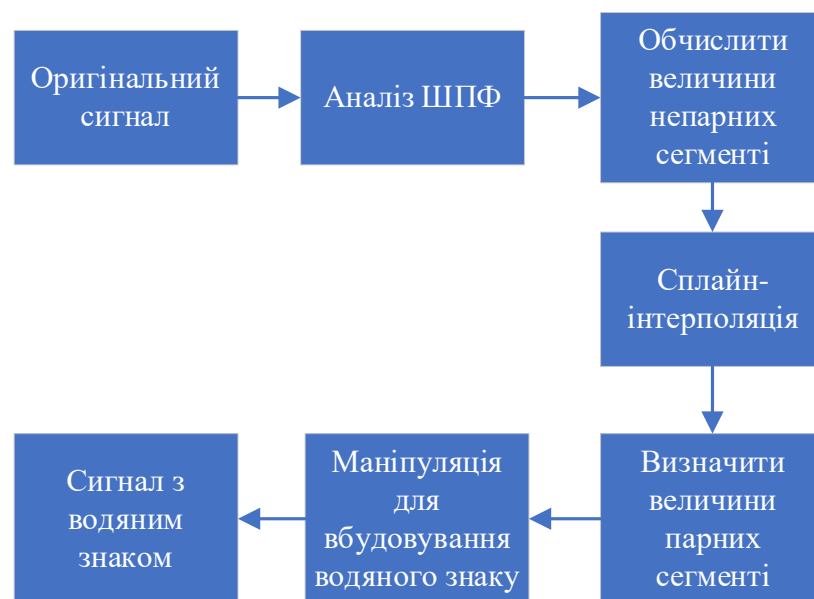 Оригінальний
сигнал
Аналіз ШПФ
Обчислити
величини
непарних
сегменті
Сплайн-
інтерполяція
Визначити
величини
парних
сегменті
Маніпуляція
для
вбудовування
водяного знаку
Сигнал з
водяним
знаком